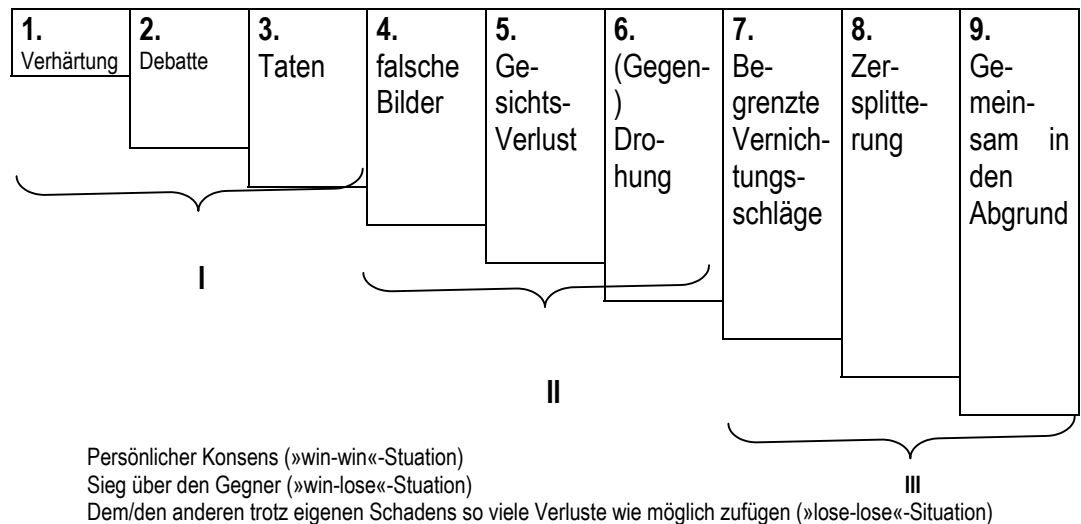 1.
Verhärtung
2.
Debatte
3.
Taten
4.
falsche
Bilder
5.
Ge-
sichts-
Verlust
6.
(Gegen-
)
Dro-
hung
7.
Be-
grenzte
Vernich-
tungs-
schläge
8.
Zer-
splitte-
rung
9.
Ge-
mein-
sam in
den
Abgrund
I
II
III
Persönlicher Konsens (»win-win«-Stuation)
Sieg über den Gegner (»win-lose«-Stuation)
Dem/den anderen trotz eigenen Schadens so viele Verluste wie möglich zufügen (»lose-lose«-Situation)